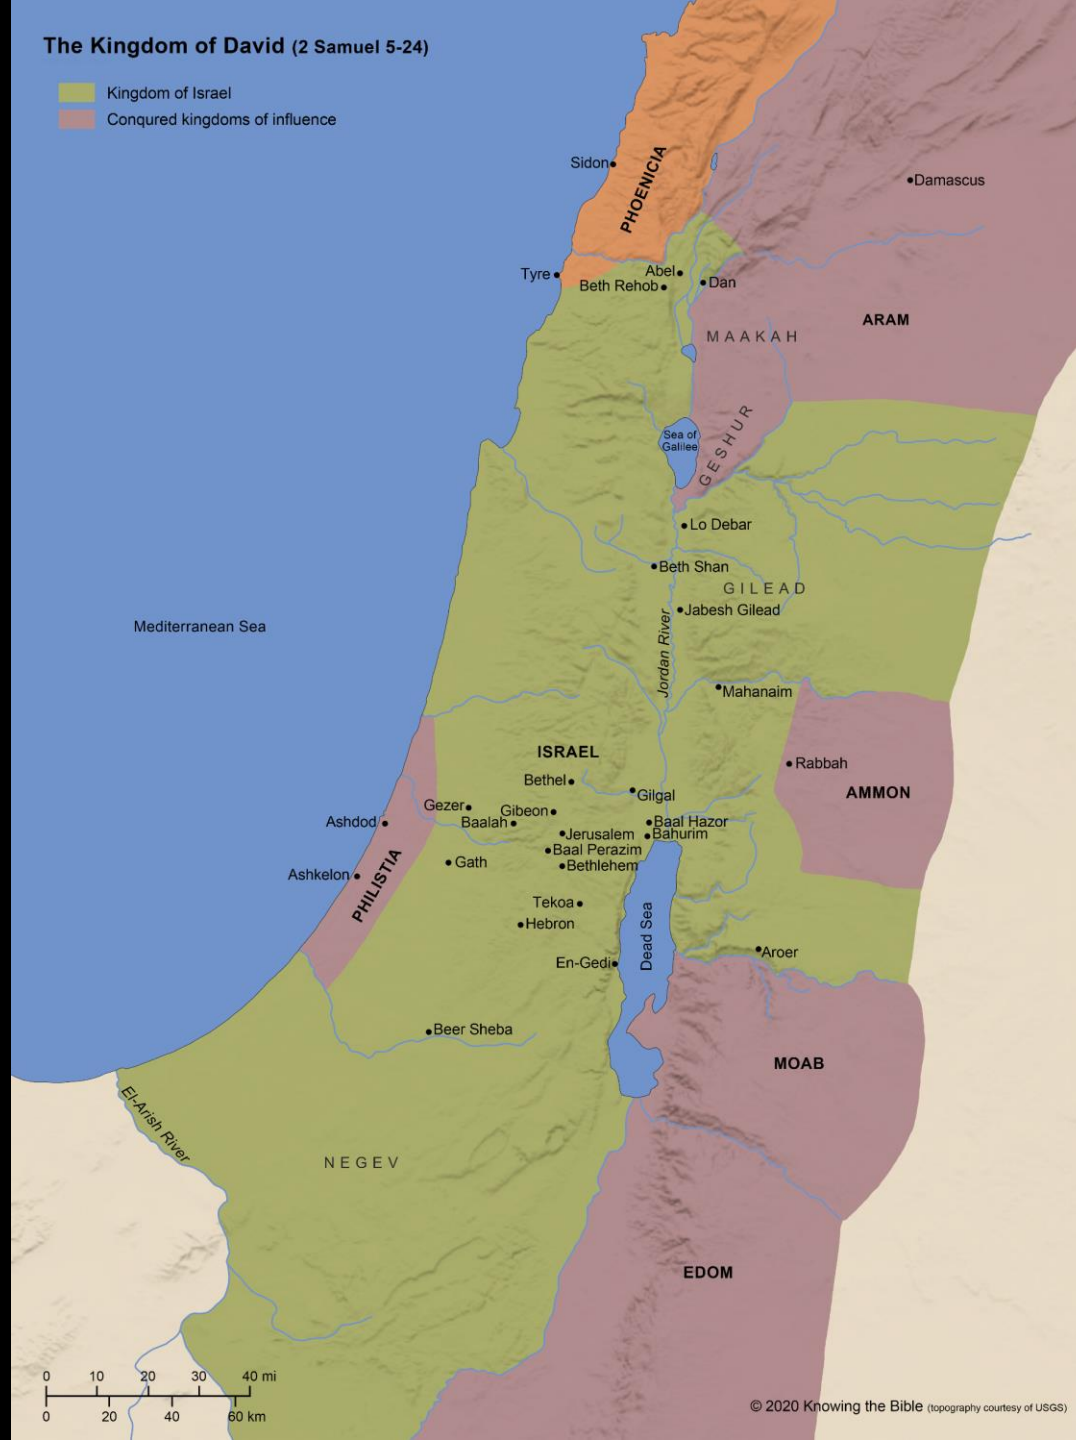 The Kingdom of David (2 Samuel 5-24)
Kingdom of Israel
Conqured kingdoms of influence
Sidon
PHOENICIA
Damascus
Tyre
Abel
Beth Rehob
Dan
ARAM
MAAKAH
GESHUR
Sea of
Galilee
Lo Debar
Beth Shan
GILEAD
Jabesh Gilead
Mediterranean Sea
Jordan River
Mahanaim
ISRAEL
Rabbah
Bethel
AMMON
Gilgal
Gezer
Gibeon
Ashdod
Baalah
Baal Hazor
Jerusalem
Bahurim
Baal Perazim
Gath
Bethlehem
Ashkelon
PHILISTIA
Tekoa
Hebron
Dead Sea
Aroer
En-Gedi
Beer Sheba
MOAB
El-Arish River
NEGEV
EDOM
0 10 20 30 40 mi
0 20 40 60 km
© 2020 Knowing the Bible (topography courtesy of USGS)